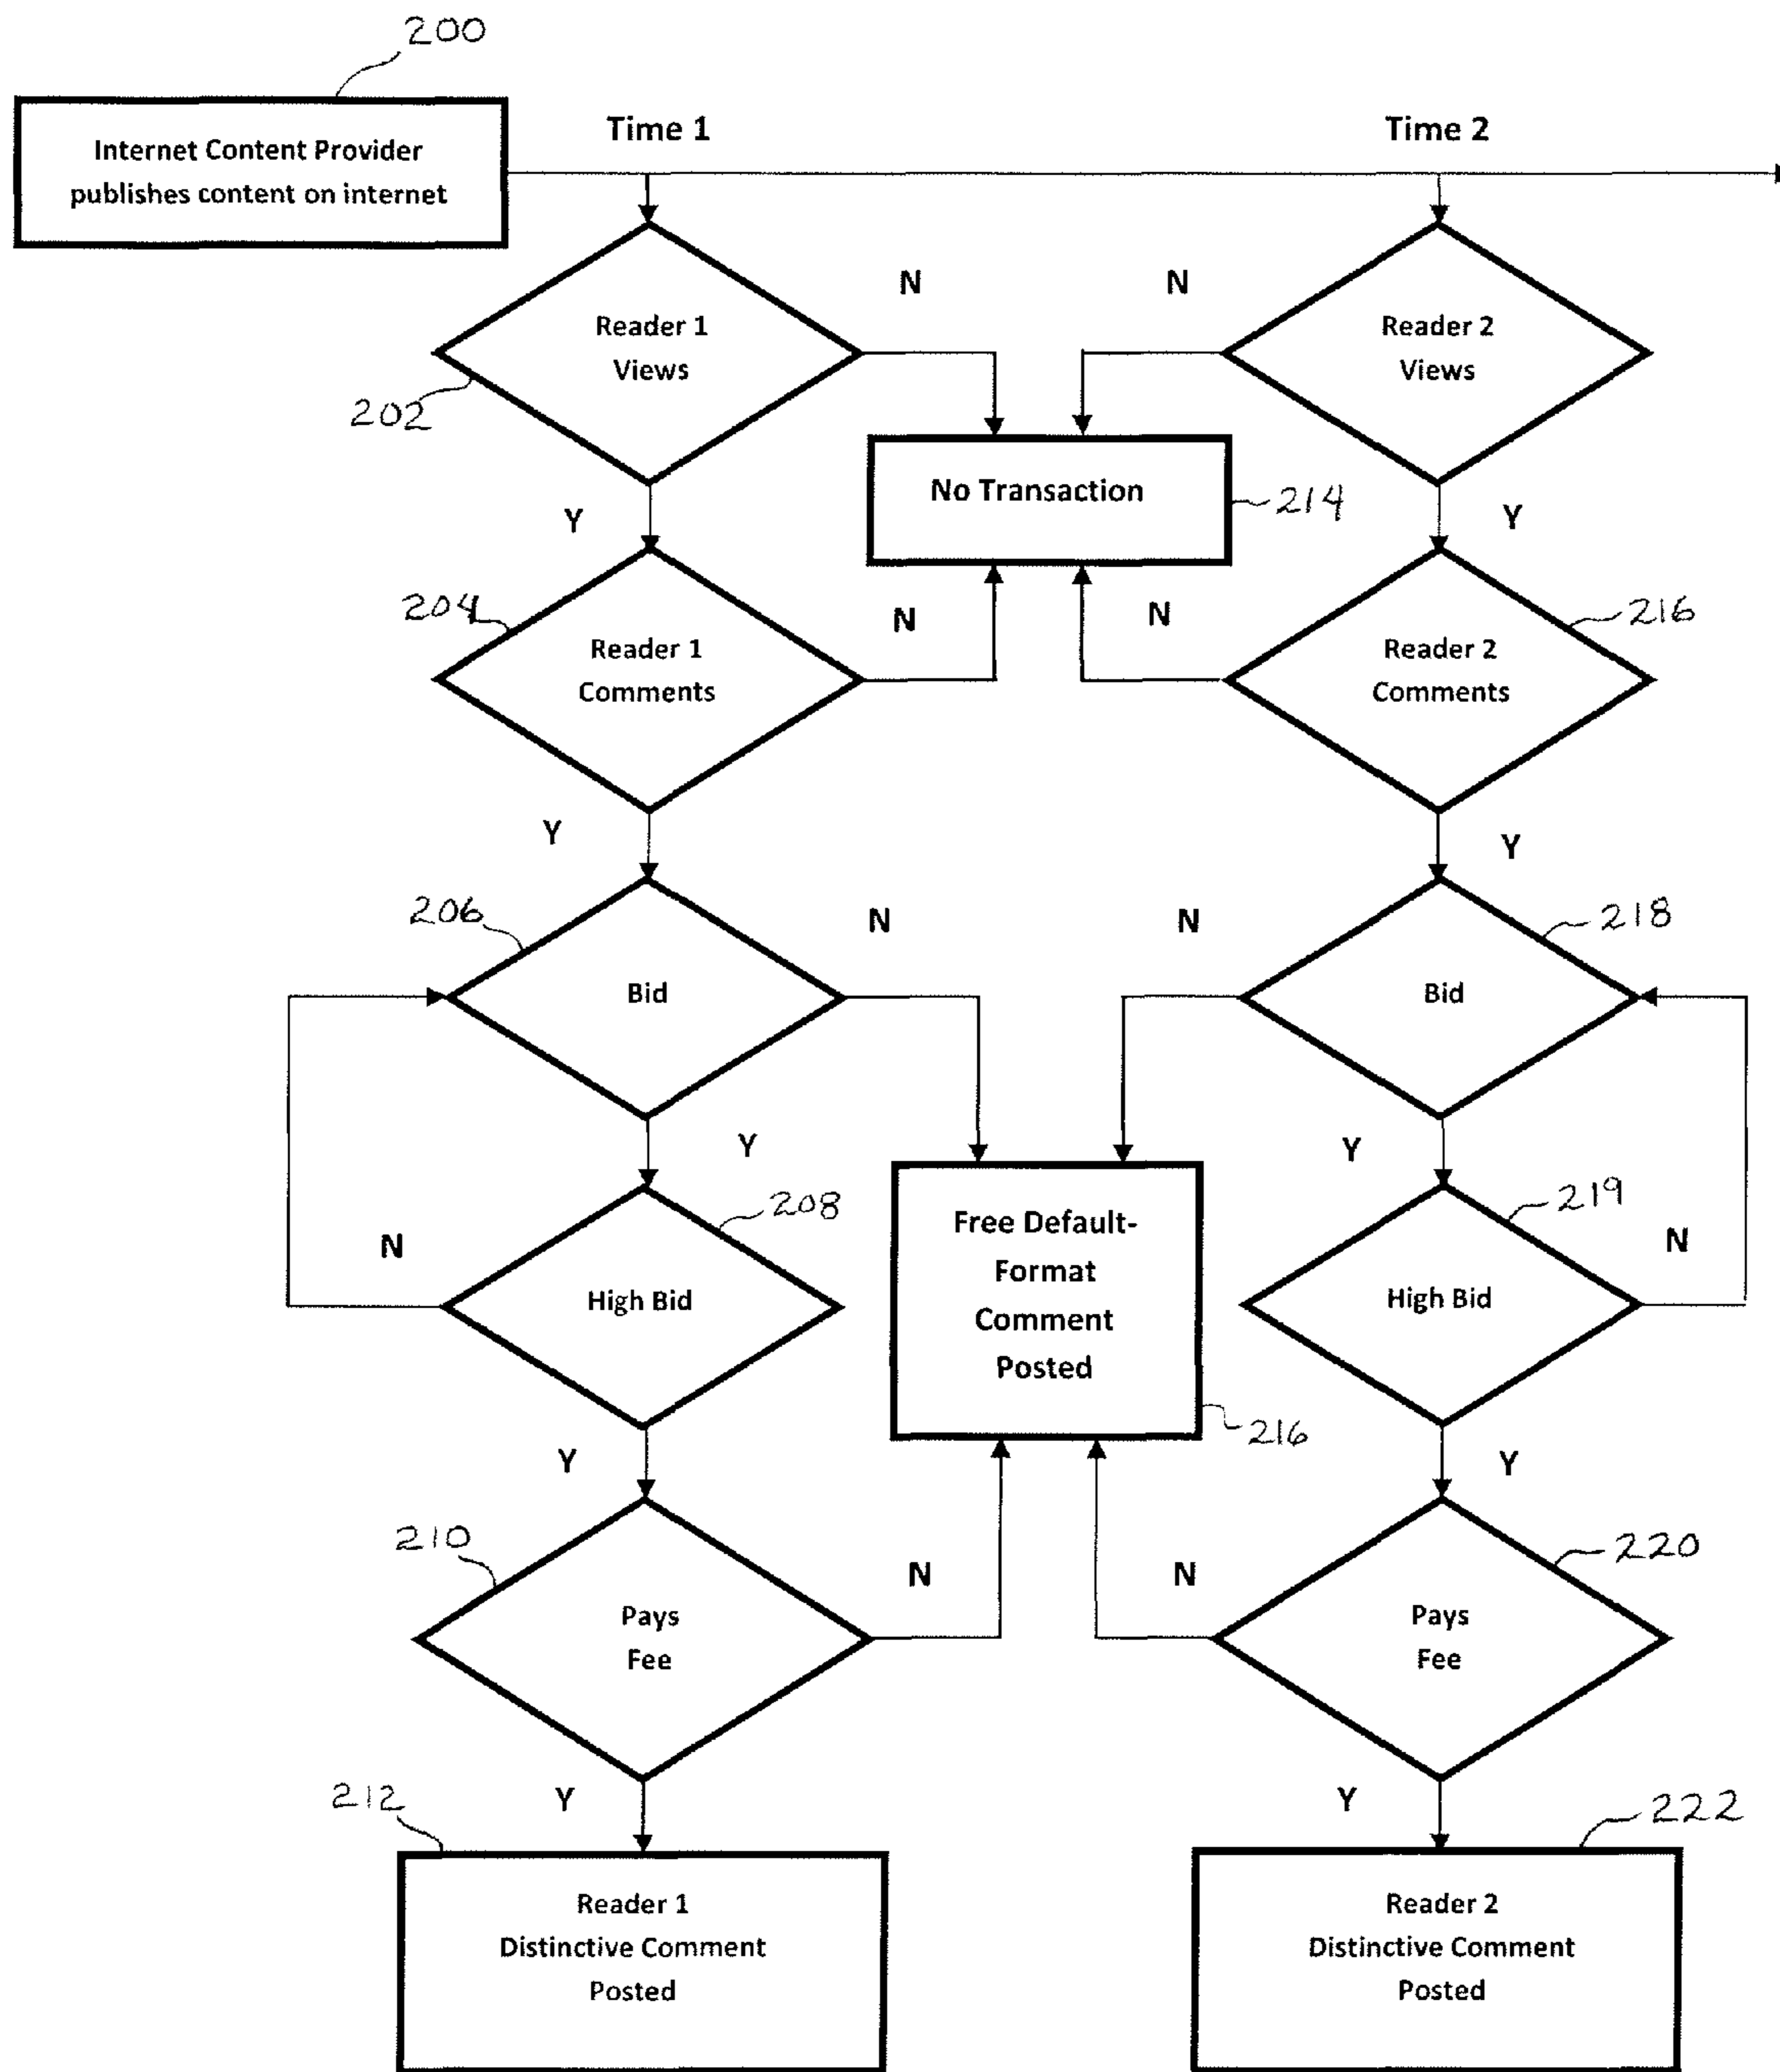 200
Internet Content Provider
publishes content on internet
Time 1
Time 2
Reader 1
Views
N
N
Reader 2
Views
202
No Transaction
214
Y
Y
204
Reader 1
Comments
N
N
Reader 2
Comments
216
Y
Y
206
Bid
N
N
Bid
218
Y
Y
208
High Bid
N
Free Default-
Format
Comment
Posted
216
219
High Bid
N
Y
Y
210
Pays
Fee
N
N
Pays
Fee
220
Y
Y
212
Reader 1
Distinctive Comment
Posted
222
Reader 2
Distinctive Comment
Posted